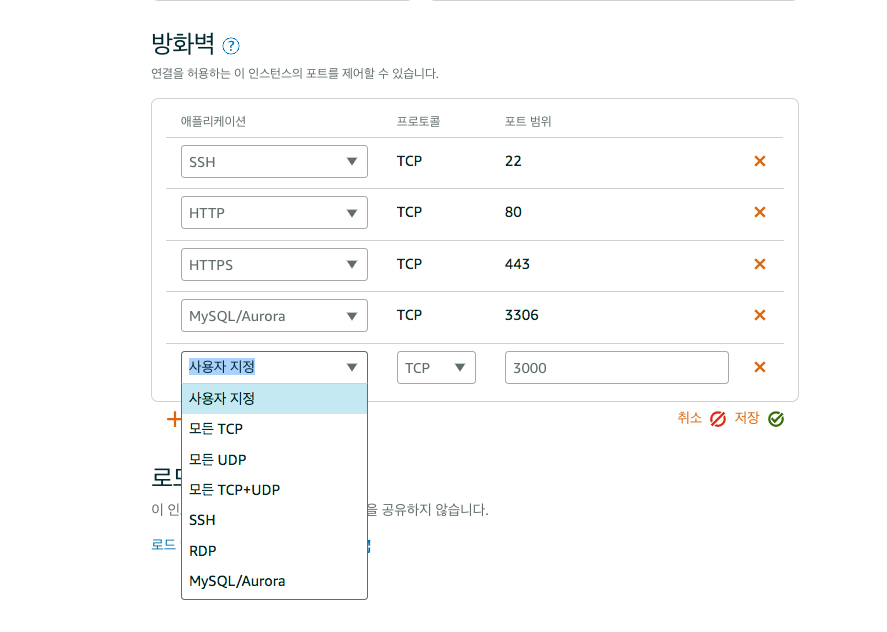 방화벽 ?
연결을 허용하는 이 인스턴스의 포트를 제어할 수 있습니다.
애플리케이션 프로토콜 포트 범위
SSH TCP 22
HTTP TCP 80
HTTPS TCP 443
MySQL/Aurora TCP 3306
사용자 지정 TCP 3000
사용자 지정
취소 저장
모든 TCP
모든 UDP
로드
모든 TCP+UDP
이 인 을 공유하지 않습니다.
SSH
로드
RDP
MySQL/Aurora